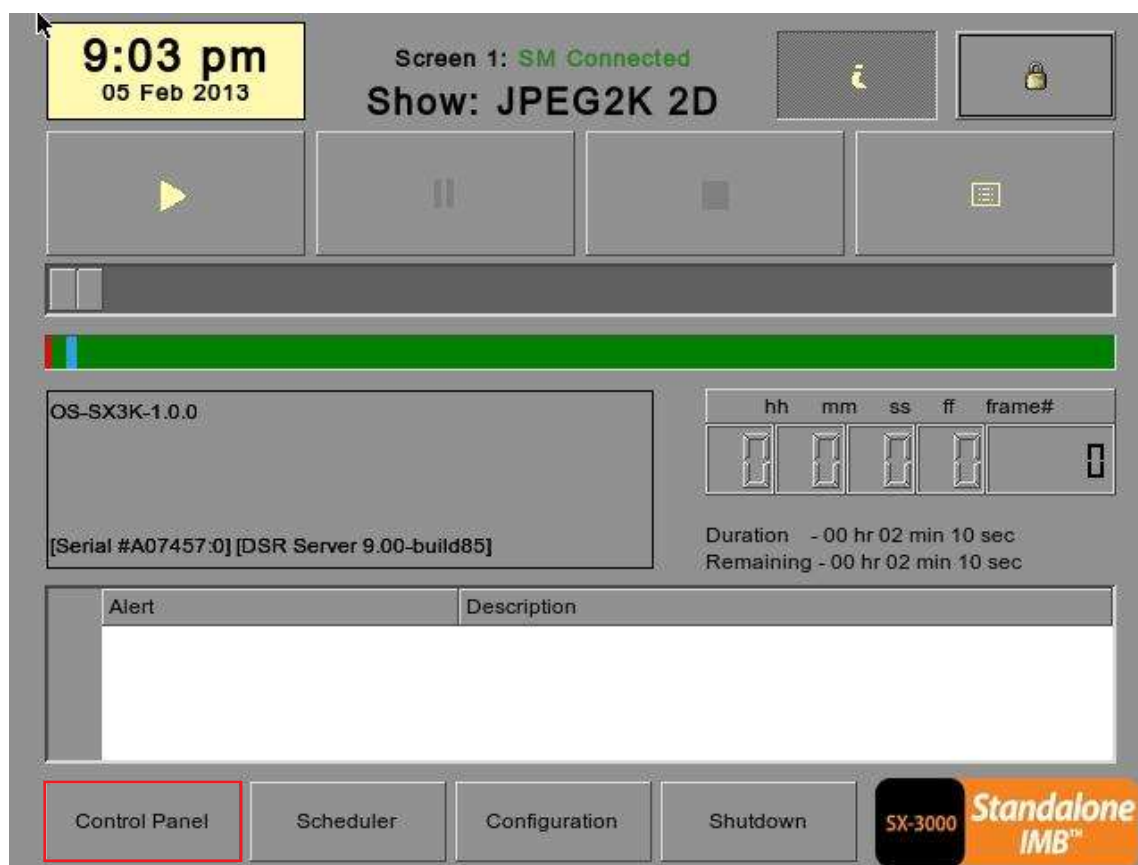 9:03 pm
05 Feb 2013
Screen 1: SM Connected
Show: JPEG2K 2D
i
OS-SX3K-1.0.0
[Serial #A07457:0] [DSR Server 9.00-build85]
hh mm ss ff frame#
0 0 0 0 0
Duration - 00 hr 02 min 10 sec
Remaining - 00 hr 02 min 10 sec
Alert Description
Control Panel Scheduler Configuration Shutdown
SX-3000 Standalone
IMB™